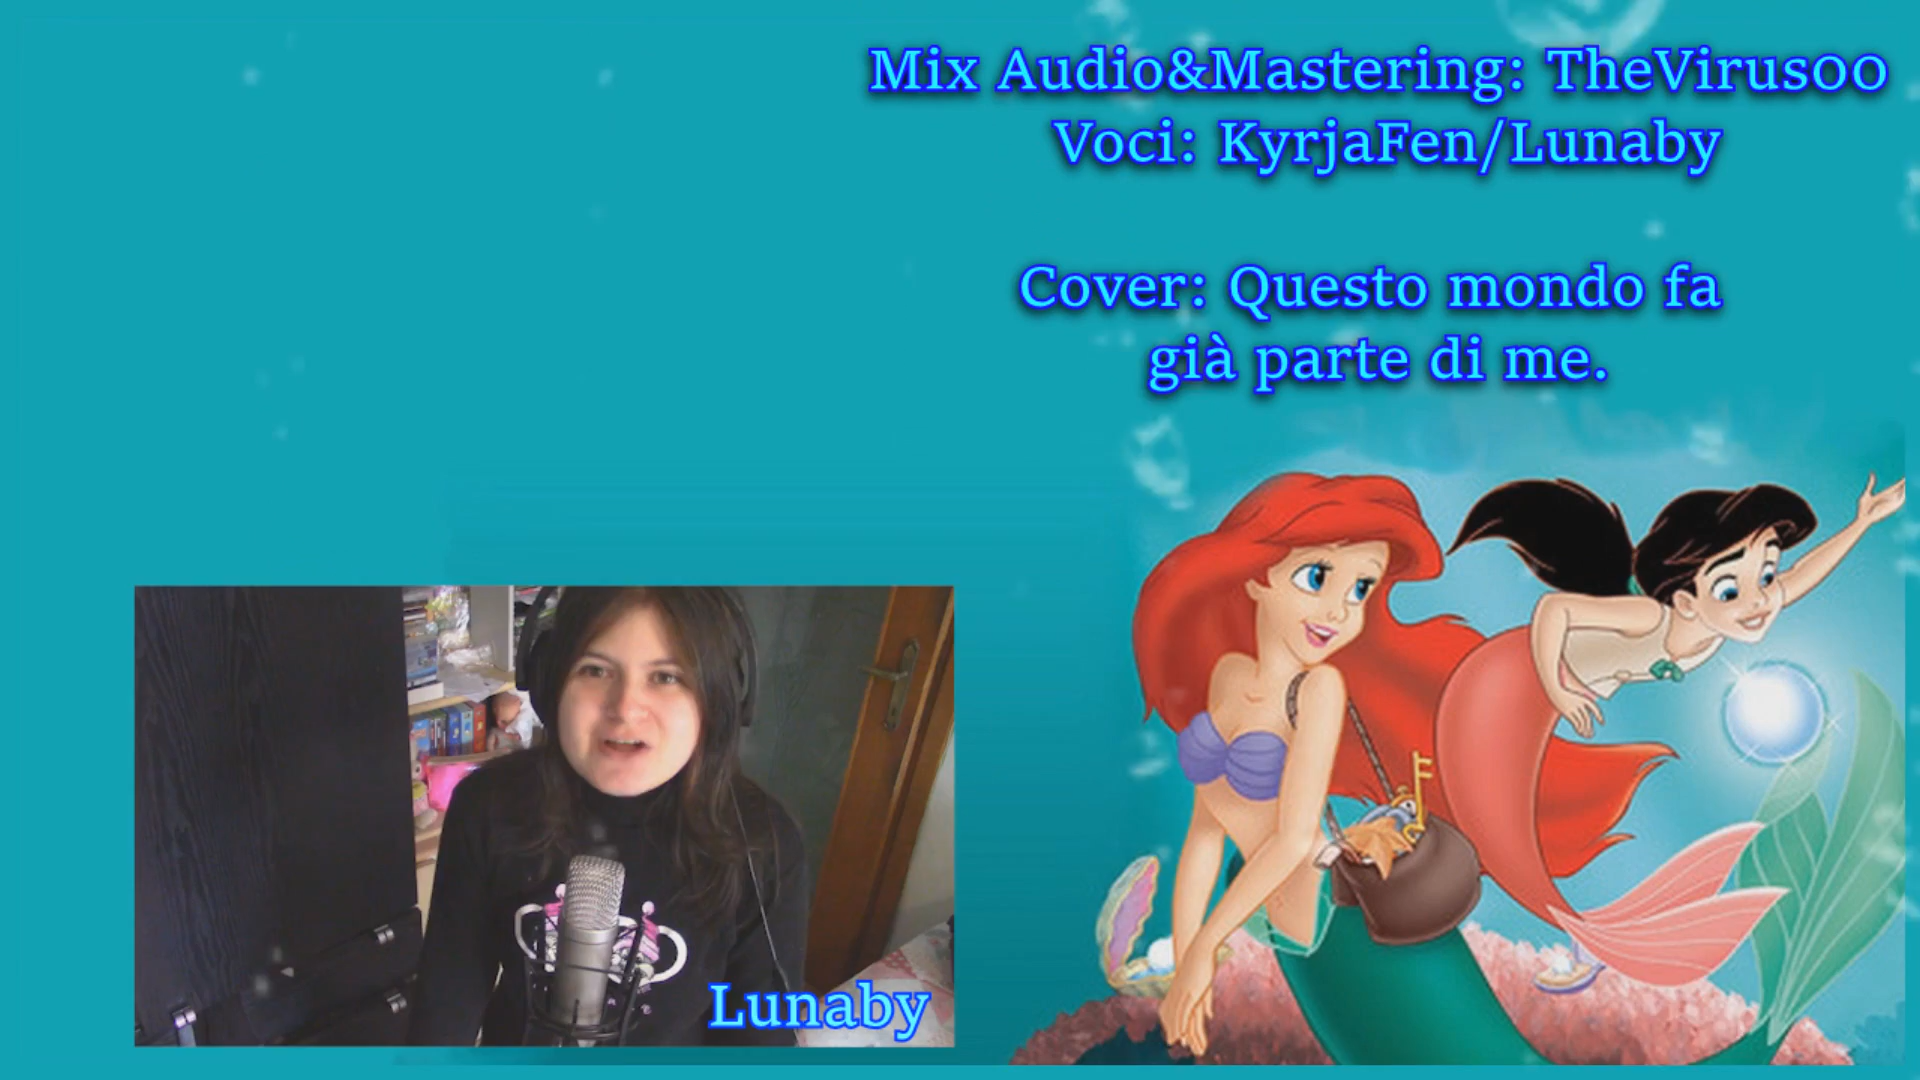 Mix Audio&Mastering: TheVirus00
Voci: KyrjaFen/Lunaby
Cover: Questo mondo fa
già parte di me.
Lunaby